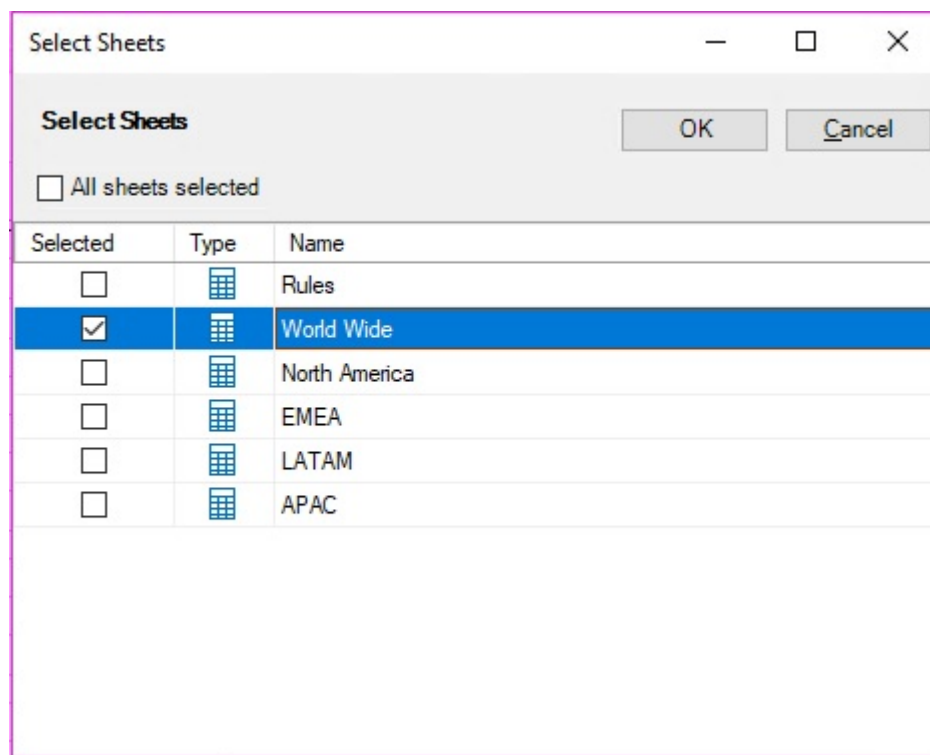 Select Sheets
Select Sheets
OK Cancel
All sheets selected
Selected Type Name
Rules
World Wide
North America
EMEA
LATAM
APAC